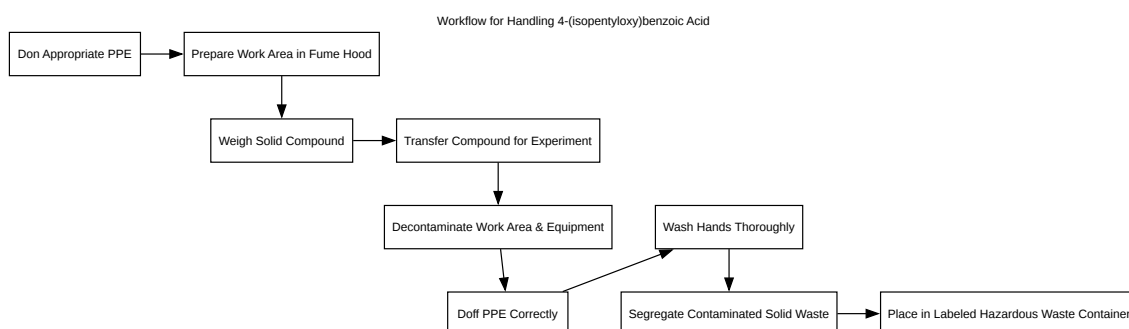 Workflow for Handling 4-(isopentyloxy)benzoic Acid
Don Appropriate PPE
Prepare Work Area in Fume Hood
Weigh Solid Compound
Transfer Compound for Experiment
Decontaminate Work Area & Equipment
Wash Hands Thoroughly
Doff PPE Correctly
Segregate Contaminated Solid Waste
Place in Labeled Hazardous Waste Container